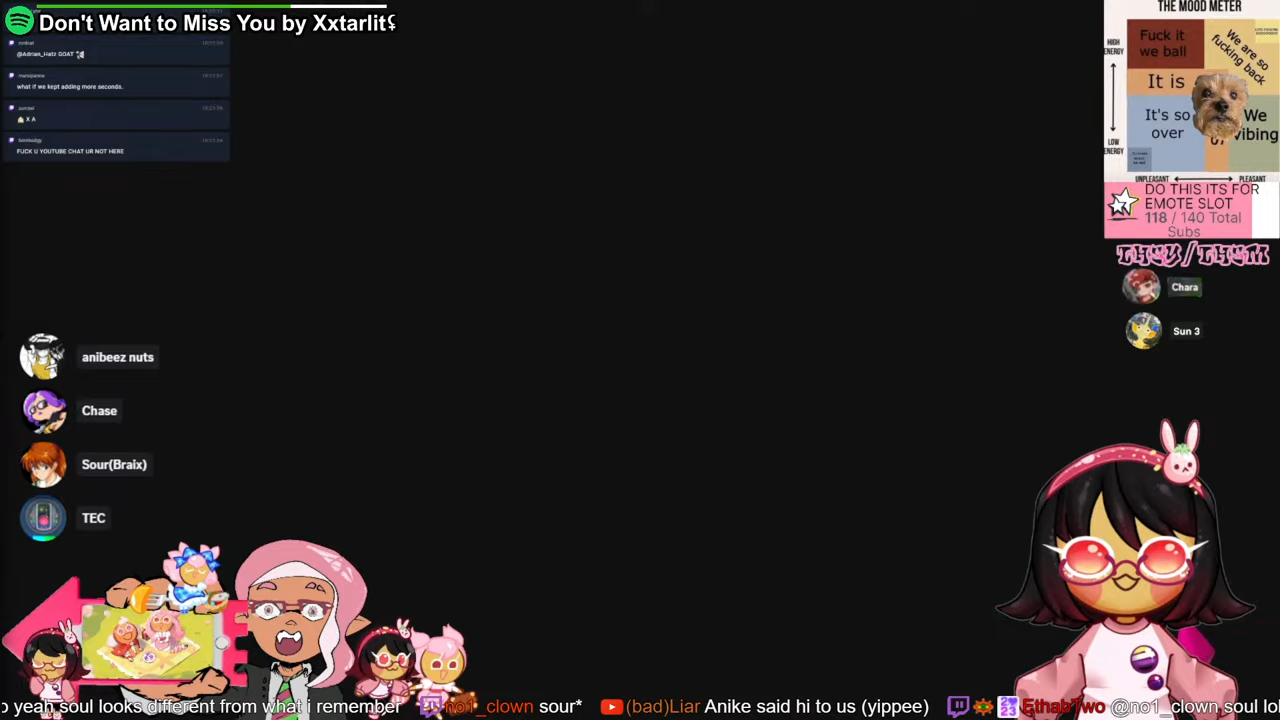 Don't Want to Miss You by Xxtarlit
@Adrian_Hatz GOAT
what if we kept adding more seconds.
X A
FUCK U YOUTUBE CHAT UR NOT HERE
THE MOOD METER
HIGH ENERGY
LOW ENERGY
Fuck it
we ball
We are so
fucking back
It is
It's so
over
We
vibing
UNPLEASANT
PLEASANT
DO THIS ITS FOR
EMOTE SLOT
118 / 140 Total
Subs
THEY/THEM
Chara
Sun 3
anibeez nuts
Chase
Sour(Braix)
TEC
o yeah soul looks different from what i remember no1_clown sour* (bad)Liar Anike said hi to us (yippee) EthabTwo @no1_clown soul lo